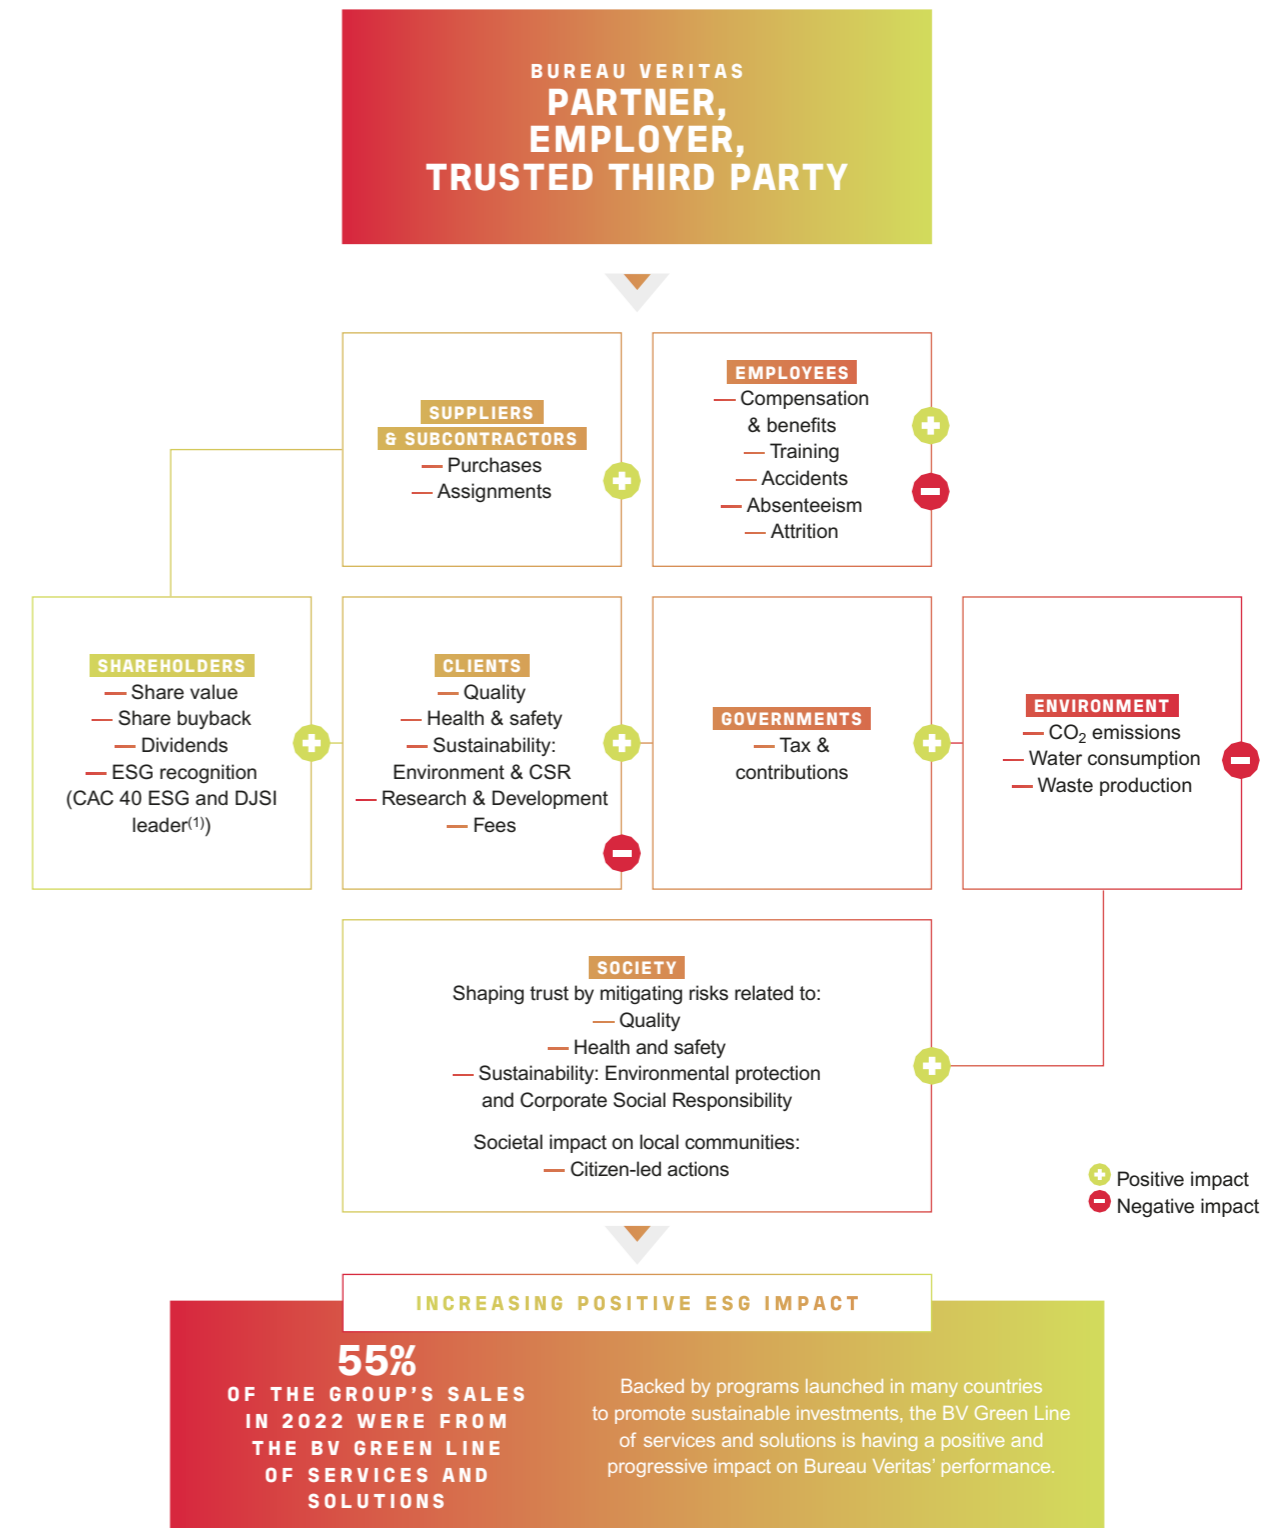 BUREAU VERITAS
PARTNER,
EMPLOYER,
TRUSTED THIRD PARTY
SUPPLIERS
& SUBCONTRACTORS
— Purchases
— Assignments
EMPLOYEES
— Compensation
& benefits
— Training
— Accidents
— Absenteeism
— Attrition
SHAREHOLDERS
— Share value
— Share buyback
— Dividends
— ESG recognition
(CAC 40 ESG and DJSI
leader(1))
CLIENTS
— Quality
— Health & safety
— Sustainability:
Environment & CSR
— Research & Development
— Fees
GOVERNMENTS
— Tax &
contributions
ENVIRONMENT
— CO2 emissions
— Water consumption
— Waste production
SOCIETY
Shaping trust by mitigating risks related to:
— Quality
— Health and safety
— Sustainability: Environmental protection
and Corporate Social Responsibility
Societal impact on local communities:
— Citizen-led actions
Positive impact
Negative impact
INCREASING POSITIVE ESG IMPACT
55%
OF THE GROUP'S SALES
IN 2022 WERE FROM
THE BV GREEN LINE
OF SERVICES AND
SOLUTIONS
Backed by programs launched in many countries
to promote sustainable investments, the BV Green Line
of services and solutions is having a positive and
progressive impact on Bureau Veritas' performance.